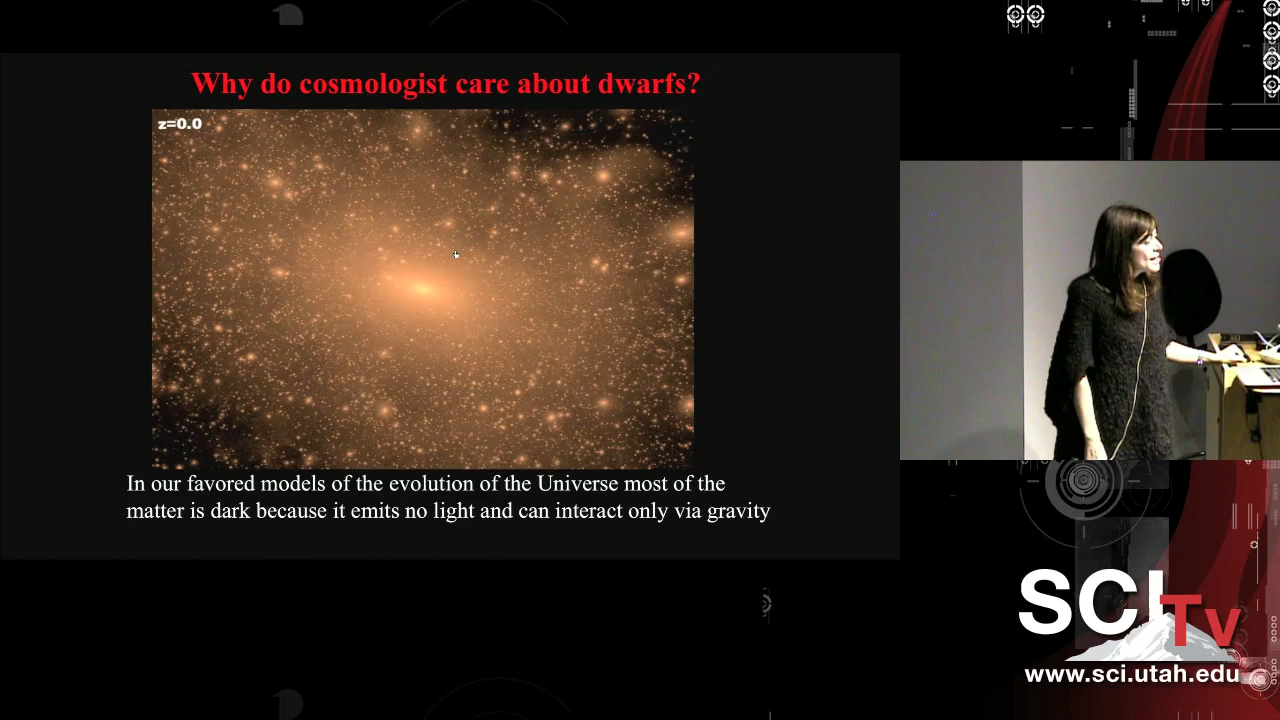 Why do cosmologist care about dwarfs?
z=0.0
In our favored models of the evolution of the Universe most of the
matter is dark because it emits no light and can interact only via gravity
SCI
Tv
www.sci.utah.edu